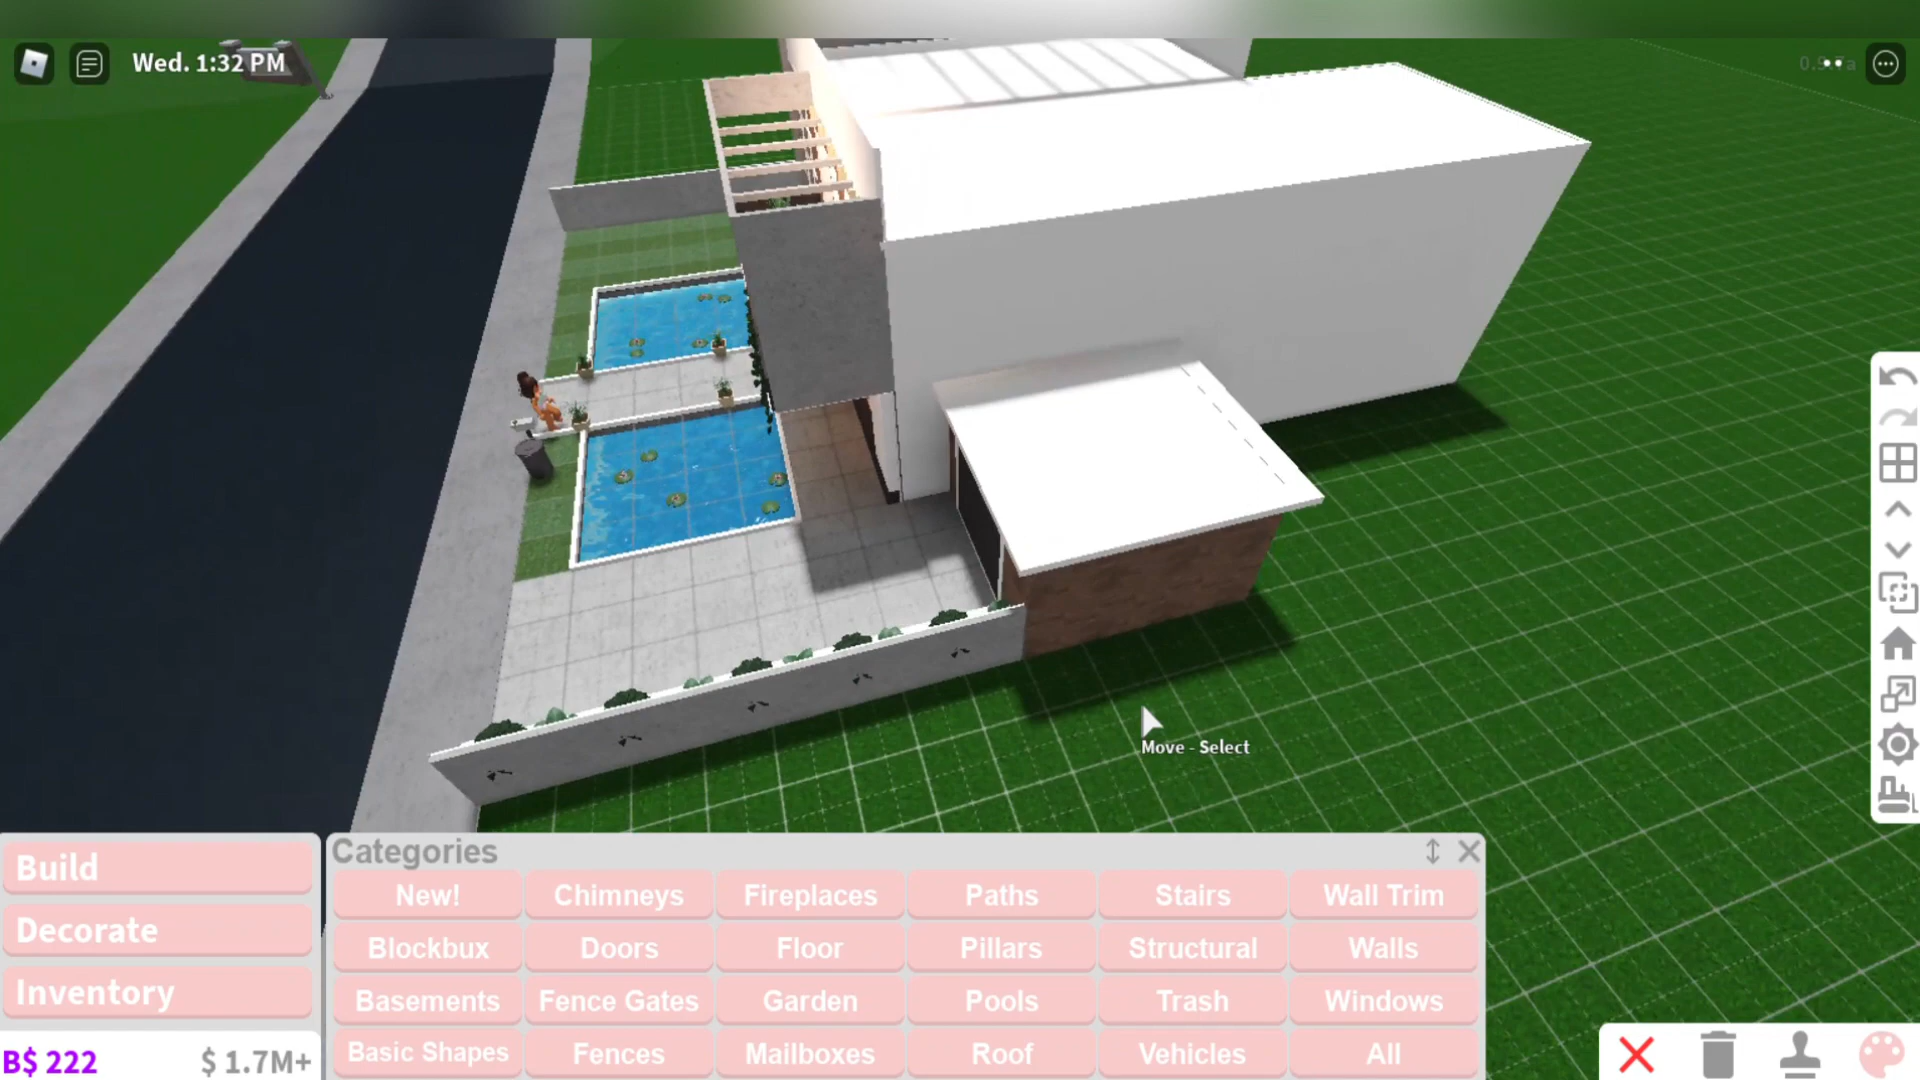 Wed. 1:32 PM
Move - Select
Build
Decorate
Inventory
B$ 222
$ 1.7M+
Categories
New!
Chimneys
Fireplaces
Paths
Stairs
Wall Trim
Blockbux
Doors
Floor
Pillars
Structural
Walls
Basements
Fence Gates
Garden
Pools
Trash
Windows
Basic Shapes
Fences
Mailboxes
Roof
Vehicles
All